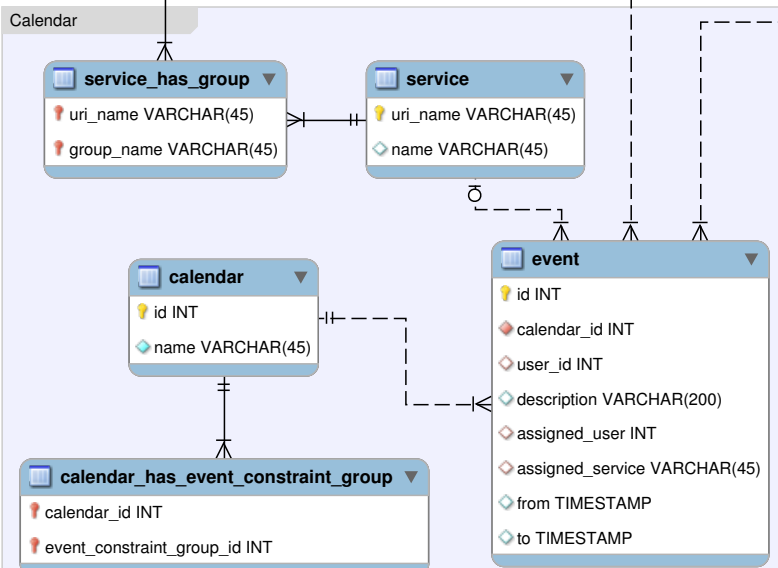 Calendar
service_has_group
uri_name VARCHAR(45)
group_name VARCHAR(45)
service
uri_name VARCHAR(45)
name VARCHAR(45)
calendar
id INT
name VARCHAR(45)
event
id INT
calendar_id INT
user_id INT
description VARCHAR(200)
assigned_user INT
assigned_service VARCHAR(45)
from TIMESTAMP
to TIMESTAMP
calendar_has_event_constraint_group
calendar_id INT
event_constraint_group_id INT